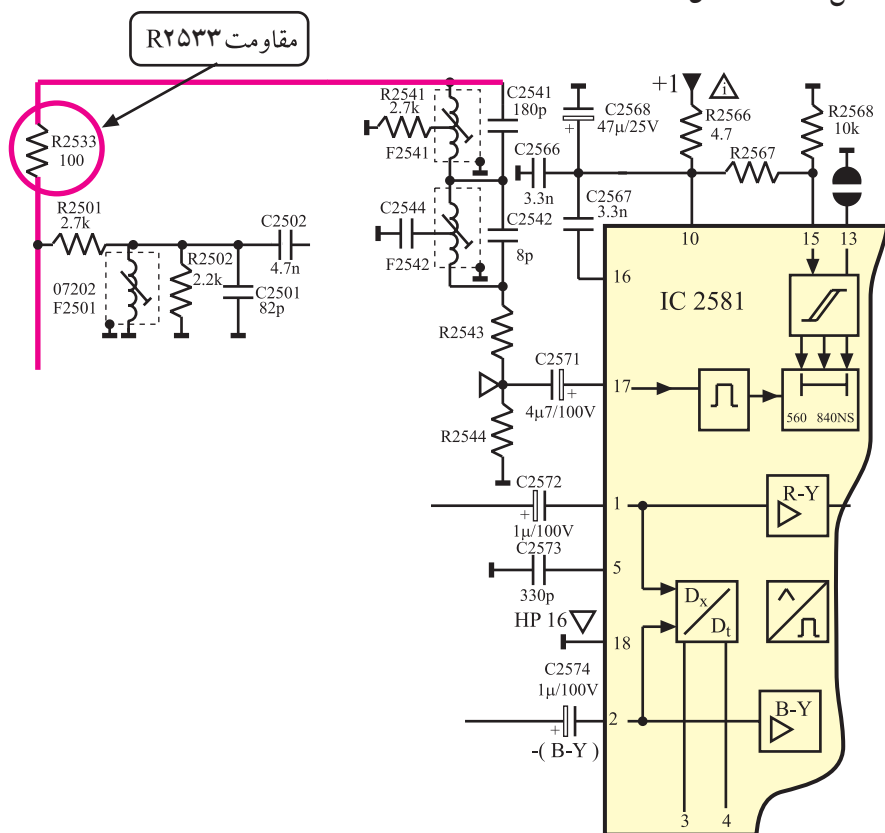 مقاومت R۲۵۳۳
R2533
100
R2541
2.7k
F2541
C2541
180p
C2568
47μ/25V
+
+1
i
R2566
4.7
R2568
10k
R2567
C2566
3.3n
C2567
3.3n
C2544
F2542
C2542
8p
R2501
2.7k
C2502
4.7n
07202
F2501
R2502
2.2k
C2501
82p
10
15
13
16
IC 2581
R2543
C2571
+
4μ7/100V
17
560
840NS
R2544
C2572
+
1μ/100V
1
R-Y
C2573
330p
5
HP 16
18
Dx
Dt
C2574
1μ/100V
+
2
-( B-Y )
B-Y
3
4